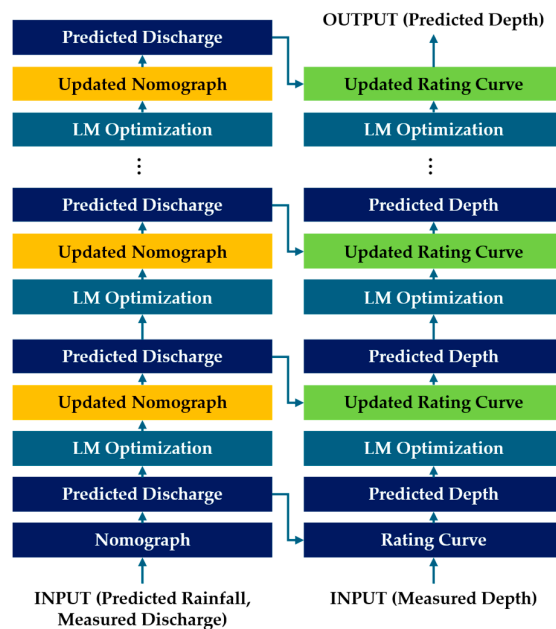 OUTPUT (Predicted Depth)
Predicted Discharge
Updated Nomograph
Updated Rating Curve
LM Optimization
LM Optimization
Predicted Discharge
Predicted Depth
Updated Nomograph
Updated Rating Curve
LM Optimization
LM Optimization
Predicted Discharge
Predicted Depth
Updated Nomograph
Updated Rating Curve
LM Optimization
LM Optimization
Predicted Discharge
Predicted Depth
Nomograph
Rating Curve
INPUT (Predicted Rainfall,
Measured Discharge)
INPUT (Measured Depth)